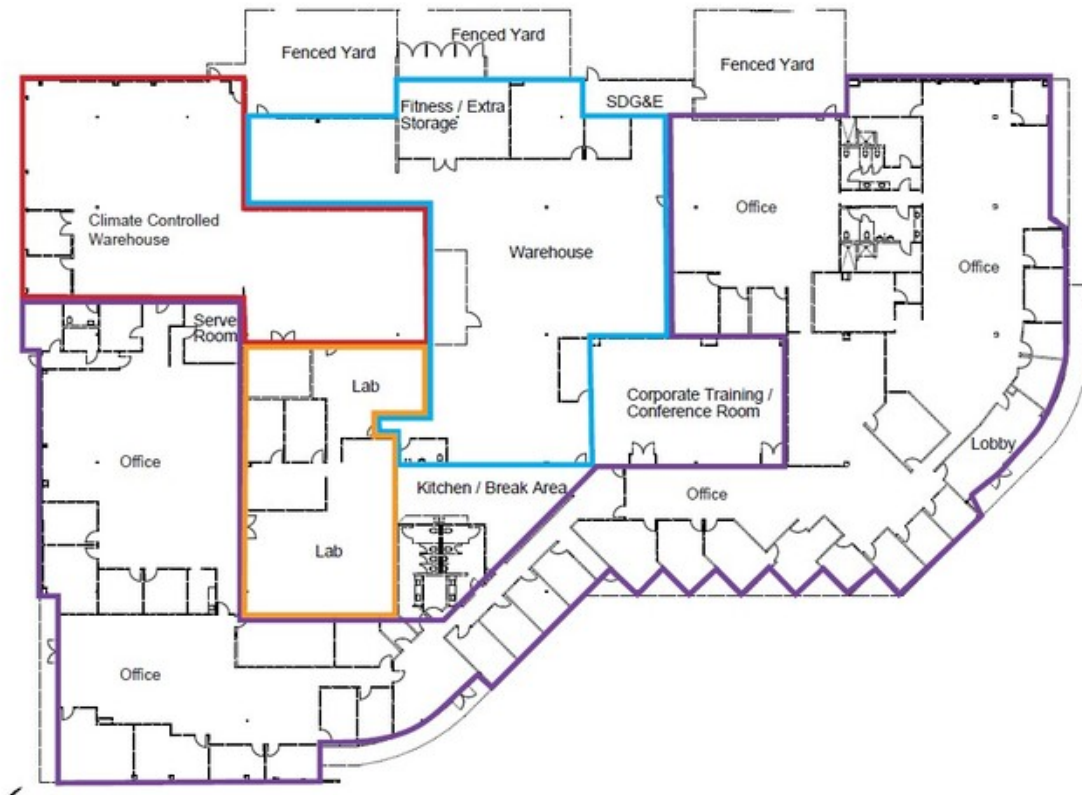 Fenced Yard
Fenced Yard
Fenced Yard
Fitness / Extra
Storage
SDG&E
Climate Controlled
Warehouse
Warehouse
Office
Office
Serve
Room
Lab
Corporate Training /
Conference Room
Lobby
Office
Kitchen / Break Area
Office
Lab
Office